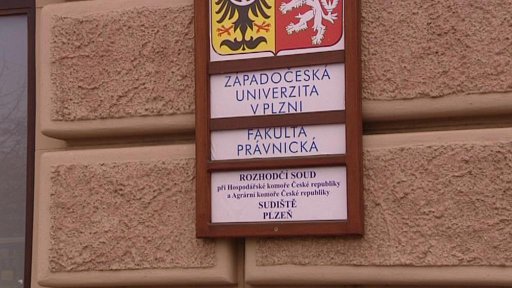 ZÁPADOČESKÁ
UNIVERZITA
V PLZNI
FAKULTA
PRÁVNICKÁ
ROZHODČÍ SOUD
při Hospodářské komoře České republiky
a Agrární komoře České republiky
SUDIŠTĚ
PLZEŇ